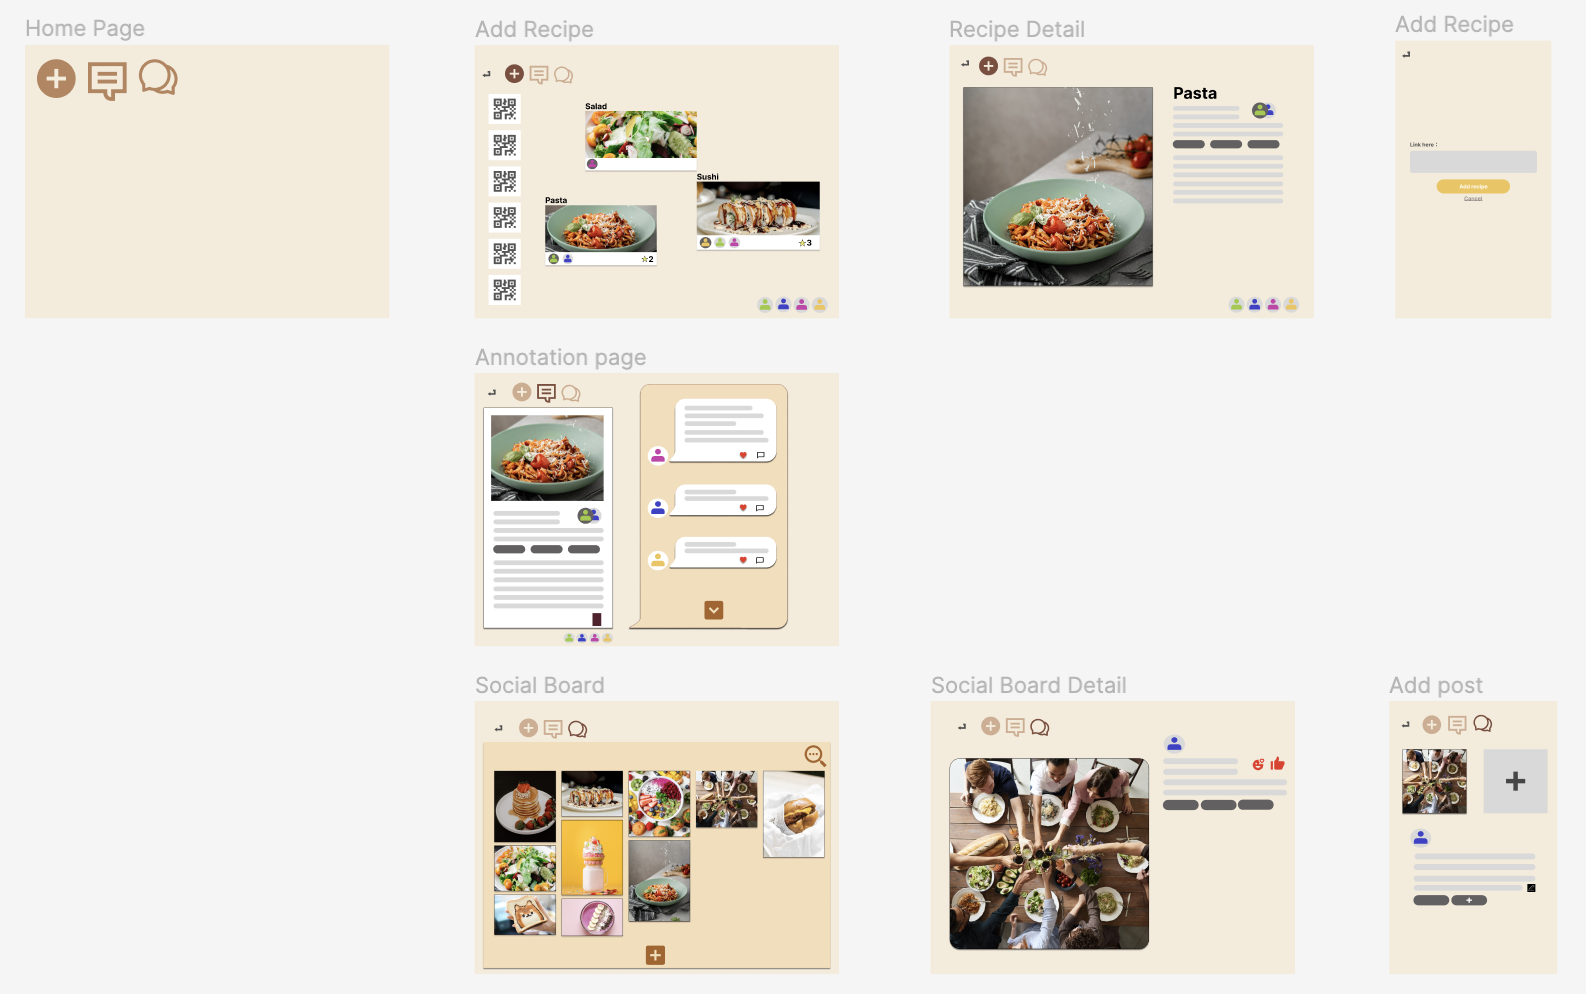 Home Page
Add Recipe
Recipe Detail
Add Recipe
Salad
Sushi
☆3
Pasta
☆2
Pasta
Link here :
Add recipe
Cancel
Annotation page
Social Board
Social Board Detail
Add post